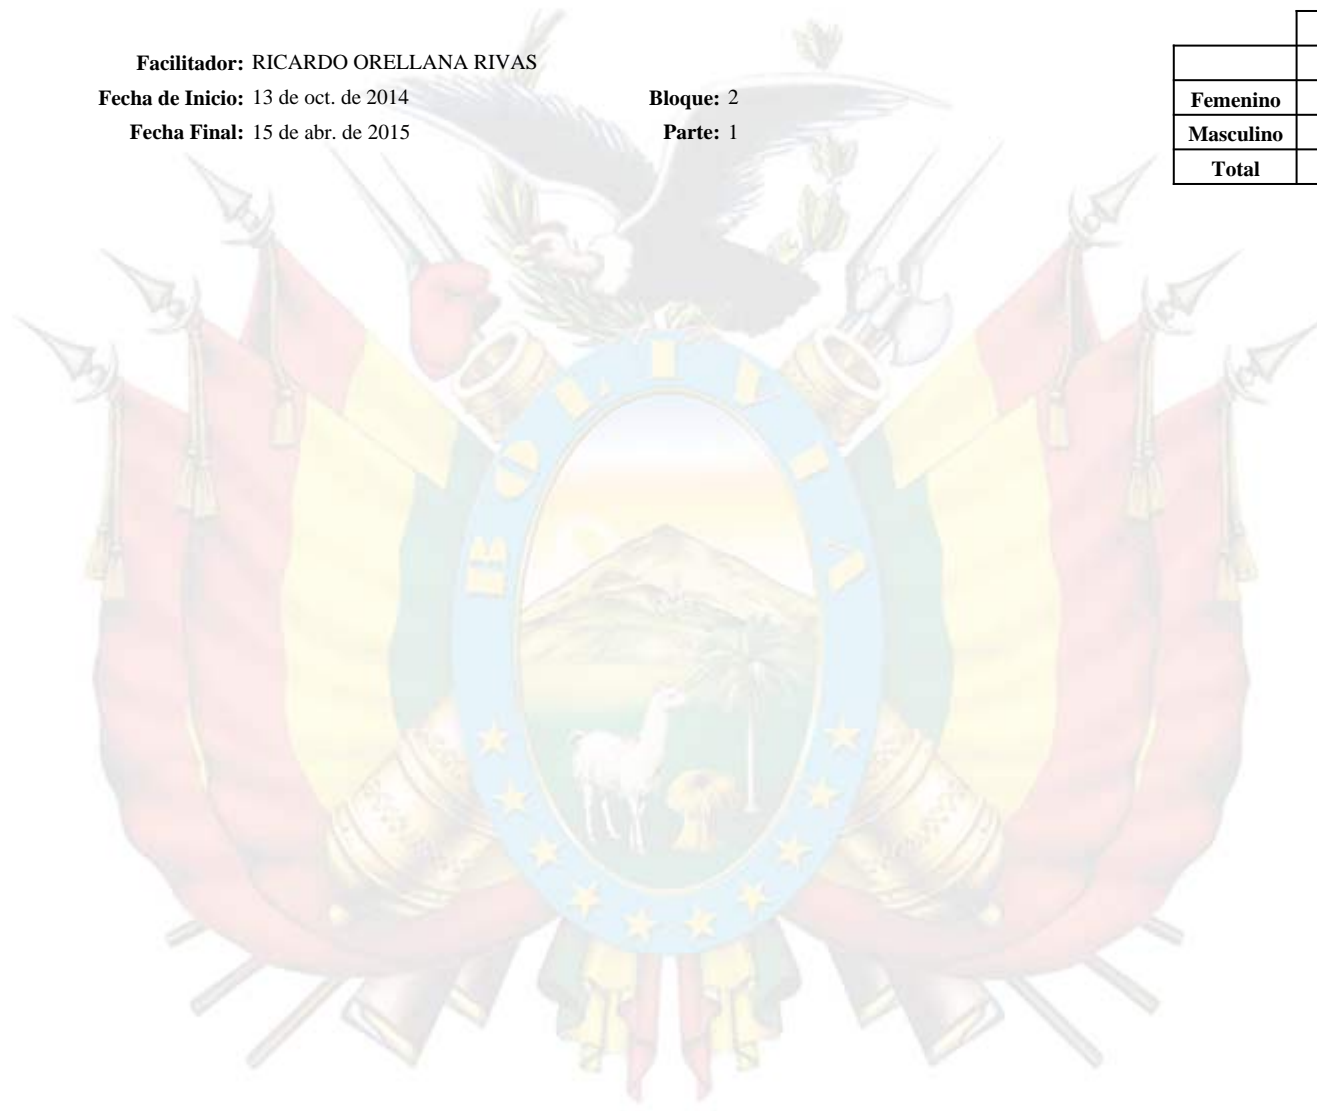 Facilitador: RICARDO ORELLANA RIVAS
Fecha de Inicio: 13 de oct. de 2014 Bloque: 2
Fecha Final: 15 de abr. de 2015 Parte: 1
Femenino
Masculino
Total
BOLIVIA